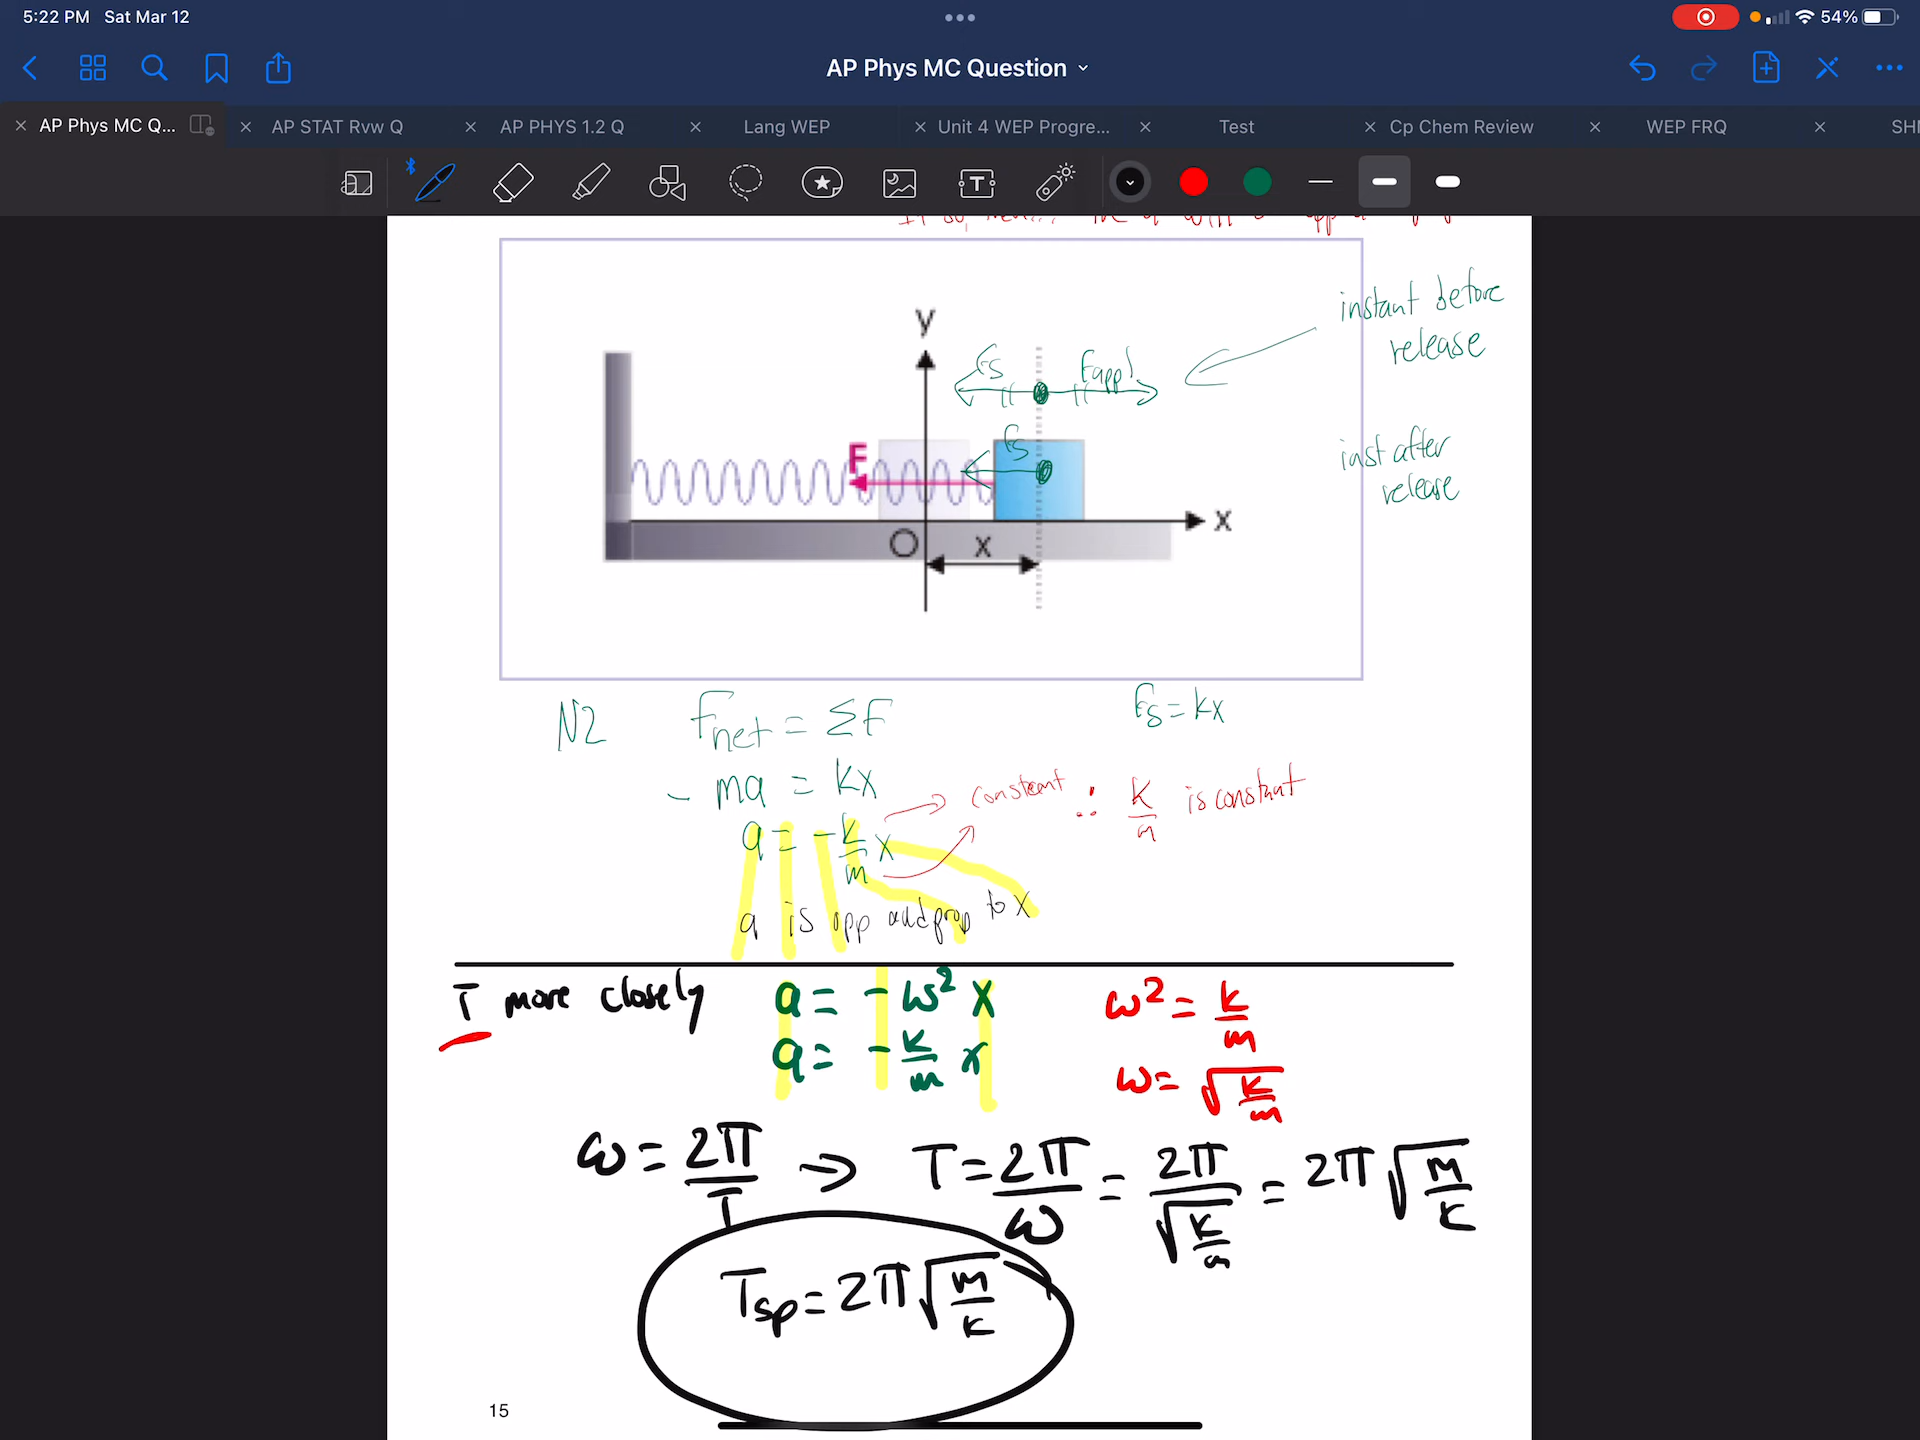 5:22 PM Sat Mar 12
54%
AP Phys MC Question
AP Phys MC Q...
AP STAT Rvw Q
AP PHYS 1.2 Q
Lang WEP
Unit 4 WEP Progre...
Test
Cp Chem Review
WEP FRQ
SHM
T
instant before
release
y
Fs
Fapp
Fs
inst after
release
F
x
O
x
N2
Fnet = ΣF
Fs = kx
- ma = kx
constant ∴ k/m is constant
a = -k/m x
a is opp and prop to x
T more closely
a = -ω² x
ω² = k/m
a = -k/m x
ω = √k/m
ω = 2π/T → T = 2π/ω = 2π/√k/m = 2π √m/k
Tsp = 2π √m/k
15